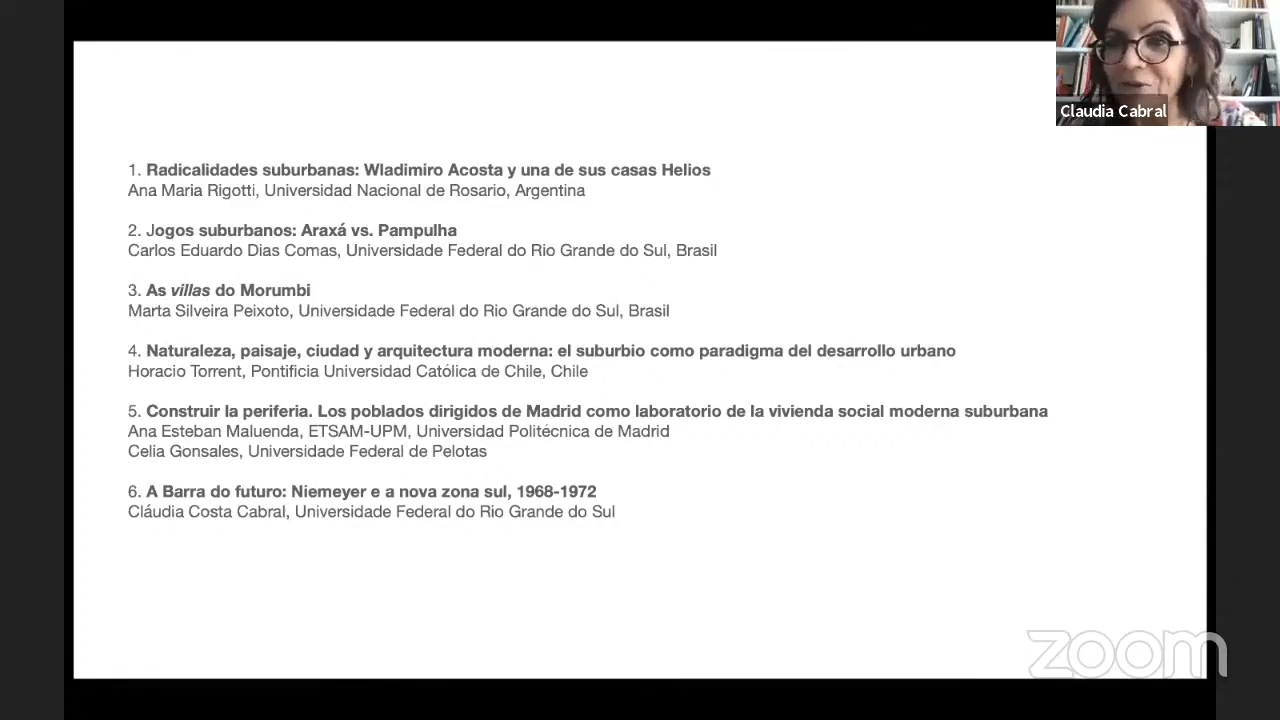 Claudia Cabral
1. Radicalidades suburbanas: Wladimiro Acosta y una de sus casas Helios
Ana Maria Rigotti, Universidad Nacional de Rosario, Argentina
2. Jogos suburbanos: Araxá vs. Pampulha
Carlos Eduardo Dias Comas, Universidade Federal do Rio Grande do Sul, Brasil
3. As villas do Morumbi
Marta Silveira Peixoto, Universidade Federal do Rio Grande do Sul, Brasil
4. Naturaleza, paisaje, ciudad y arquitectura moderna: el suburbio como paradigma del desarrollo urbano
Horacio Torrent, Pontificia Universidad Católica de Chile, Chile
5. Construir la periferia. Los poblados dirigidos de Madrid como laboratorio de la vivienda social moderna suburbana
Ana Esteban Maluenda, ETSAM-UPM, Universidad Politécnica de Madrid
Celia Gonsales, Universidade Federal de Pelotas
6. A Barra do futuro: Niemeyer e a nova zona sul, 1968-1972
Cláudia Costa Cabral, Universidade Federal do Rio Grande do Sul
zoom